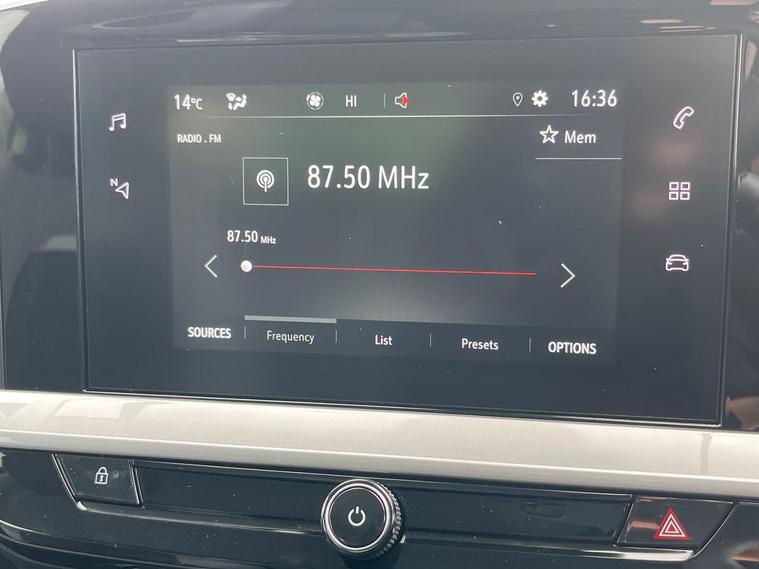 14°C HI 16:36
RADIO . FM
Mem
87.50 MHz
87.50 MHz
N
SOURCES Frequency List Presets OPTIONS